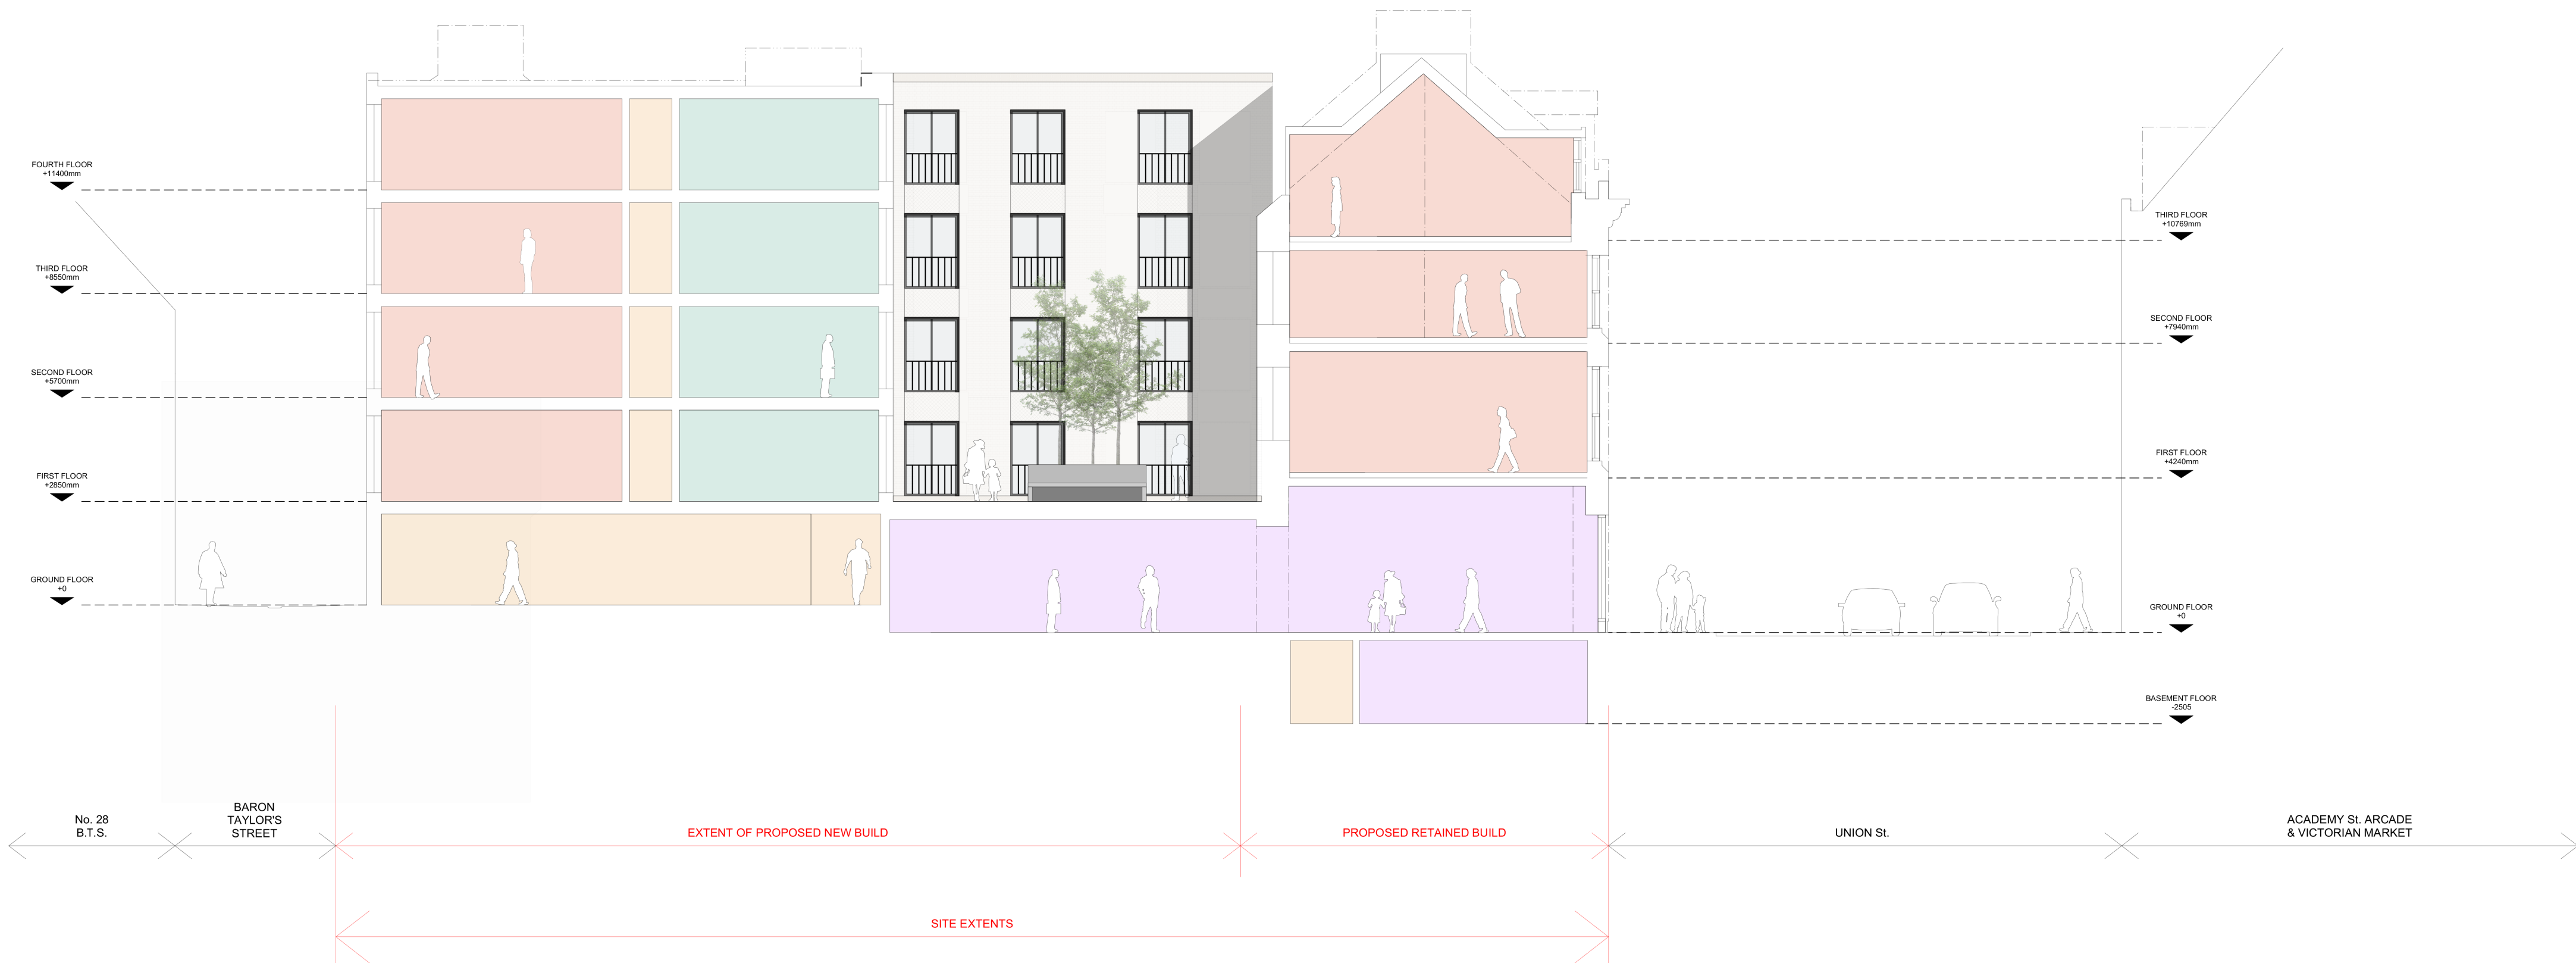 FOURTH FLOOR
+11400mm
THIRD FLOOR
+8550mm
SECOND FLOOR
+5700mm
FIRST FLOOR
+2850mm
GROUND FLOOR
+0
THIRD FLOOR
+10769mm
SECOND FLOOR
+7940mm
FIRST FLOOR
+4240mm
GROUND FLOOR
+0
BASEMENT FLOOR
-2505
No. 28
B.T.S.
BARON
TAYLOR'S
STREET
EXTENT OF PROPOSED NEW BUILD
PROPOSED RETAINED BUILD
UNION St.
ACADEMY St. ARCADE
& VICTORIAN MARKET
SITE EXTENTS